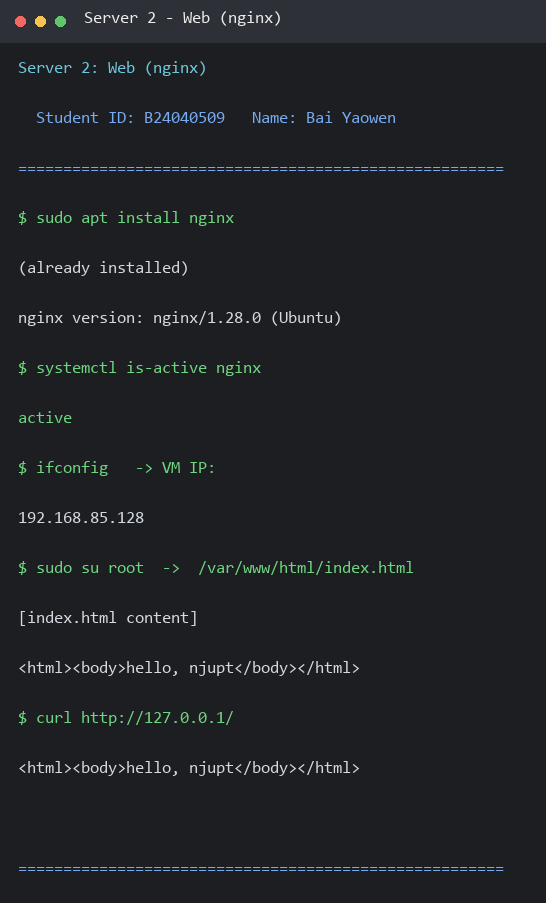 Server 2 - Web (nginx)
Server 2: Web (nginx)
Student ID: B24040509   Name: Bai Yaowen
======================================================
$ sudo apt install nginx
(already installed)
nginx version: nginx/1.28.0 (Ubuntu)
$ systemctl is-active nginx
active
$ ifconfig   -> VM IP:
192.168.85.128
$ sudo su root  ->  /var/www/html/index.html
[index.html content]
<html><body>hello, njupt</body></html>
$ curl http://127.0.0.1/
<html><body>hello, njupt</body></html>
======================================================